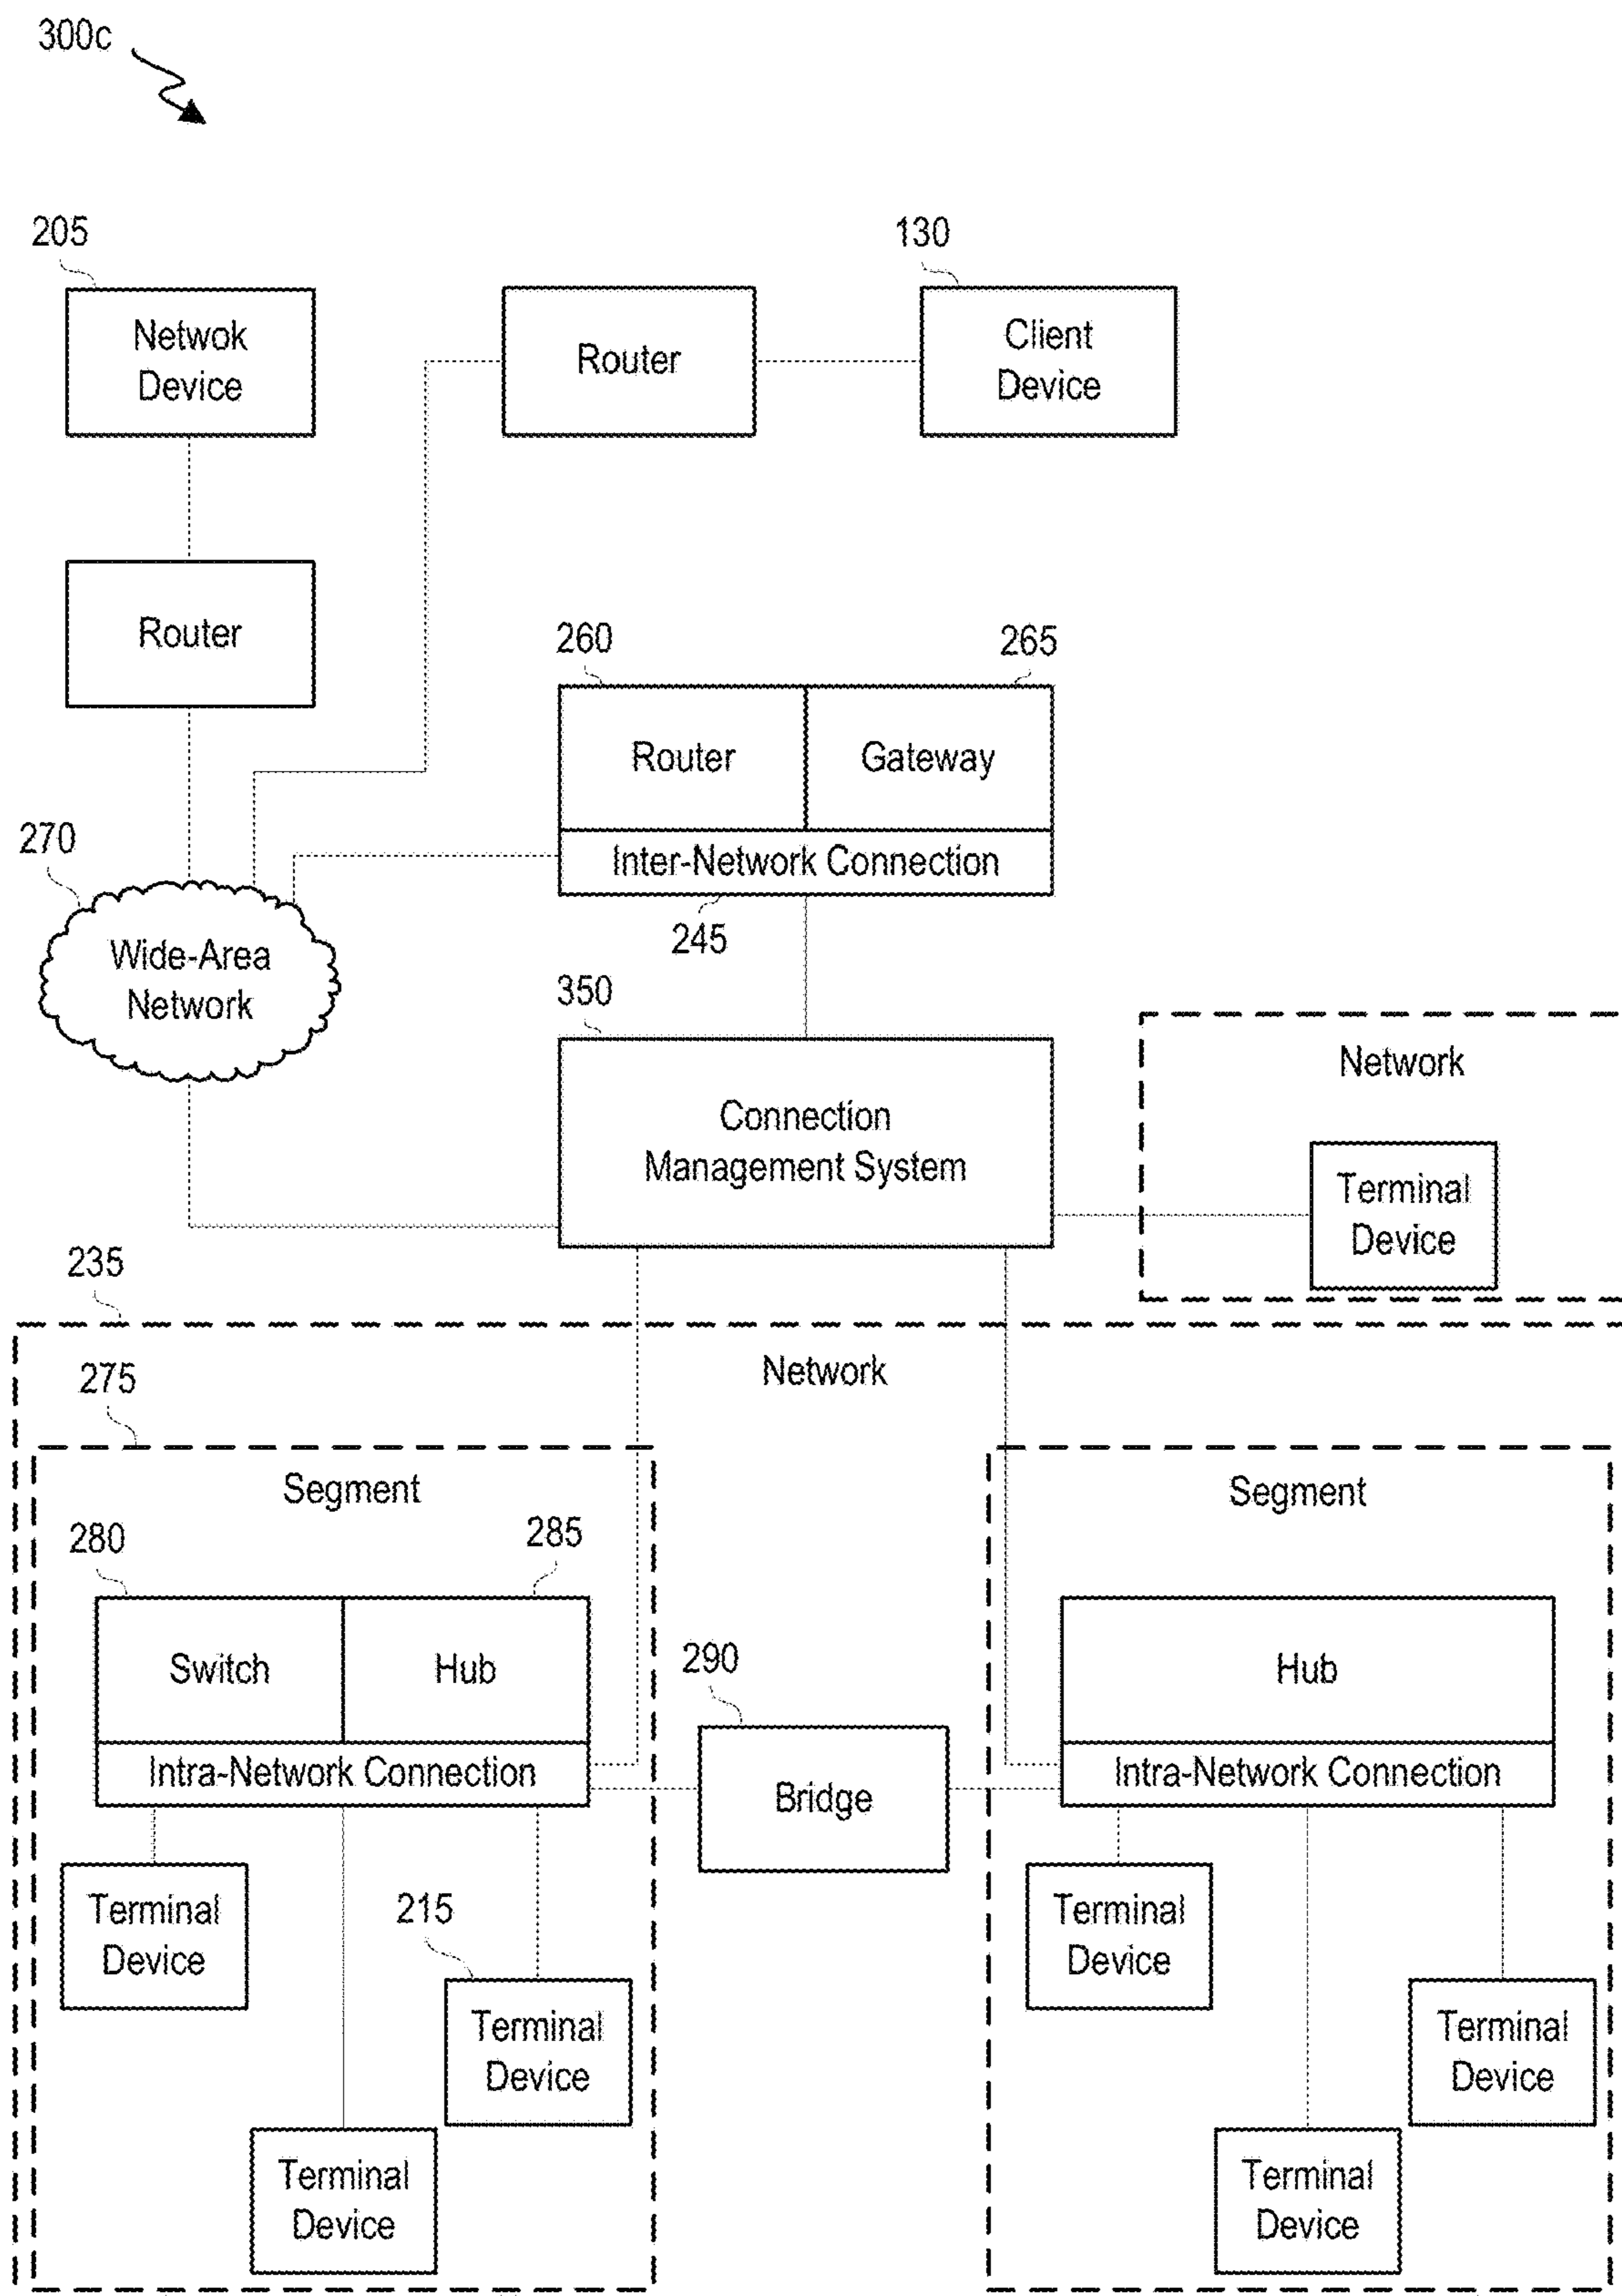 300c
205
130
Netwok
Device
Router
Client
Device
Router
260
265
Router
Gateway
270
Inter-Network Connection
245
Wide-Area
Network
350
Network
Connection
Management System
Terminal
Device
235
Network
275
Segment
Segment
280
285
Switch
Hub
290
Hub
Intra-Network Connection
Bridge
Intra-Network Connection
Terminal
Device
215
Terminal
Device
Terminal
Device
Terminal
Device
Terminal
Device
Terminal
Device